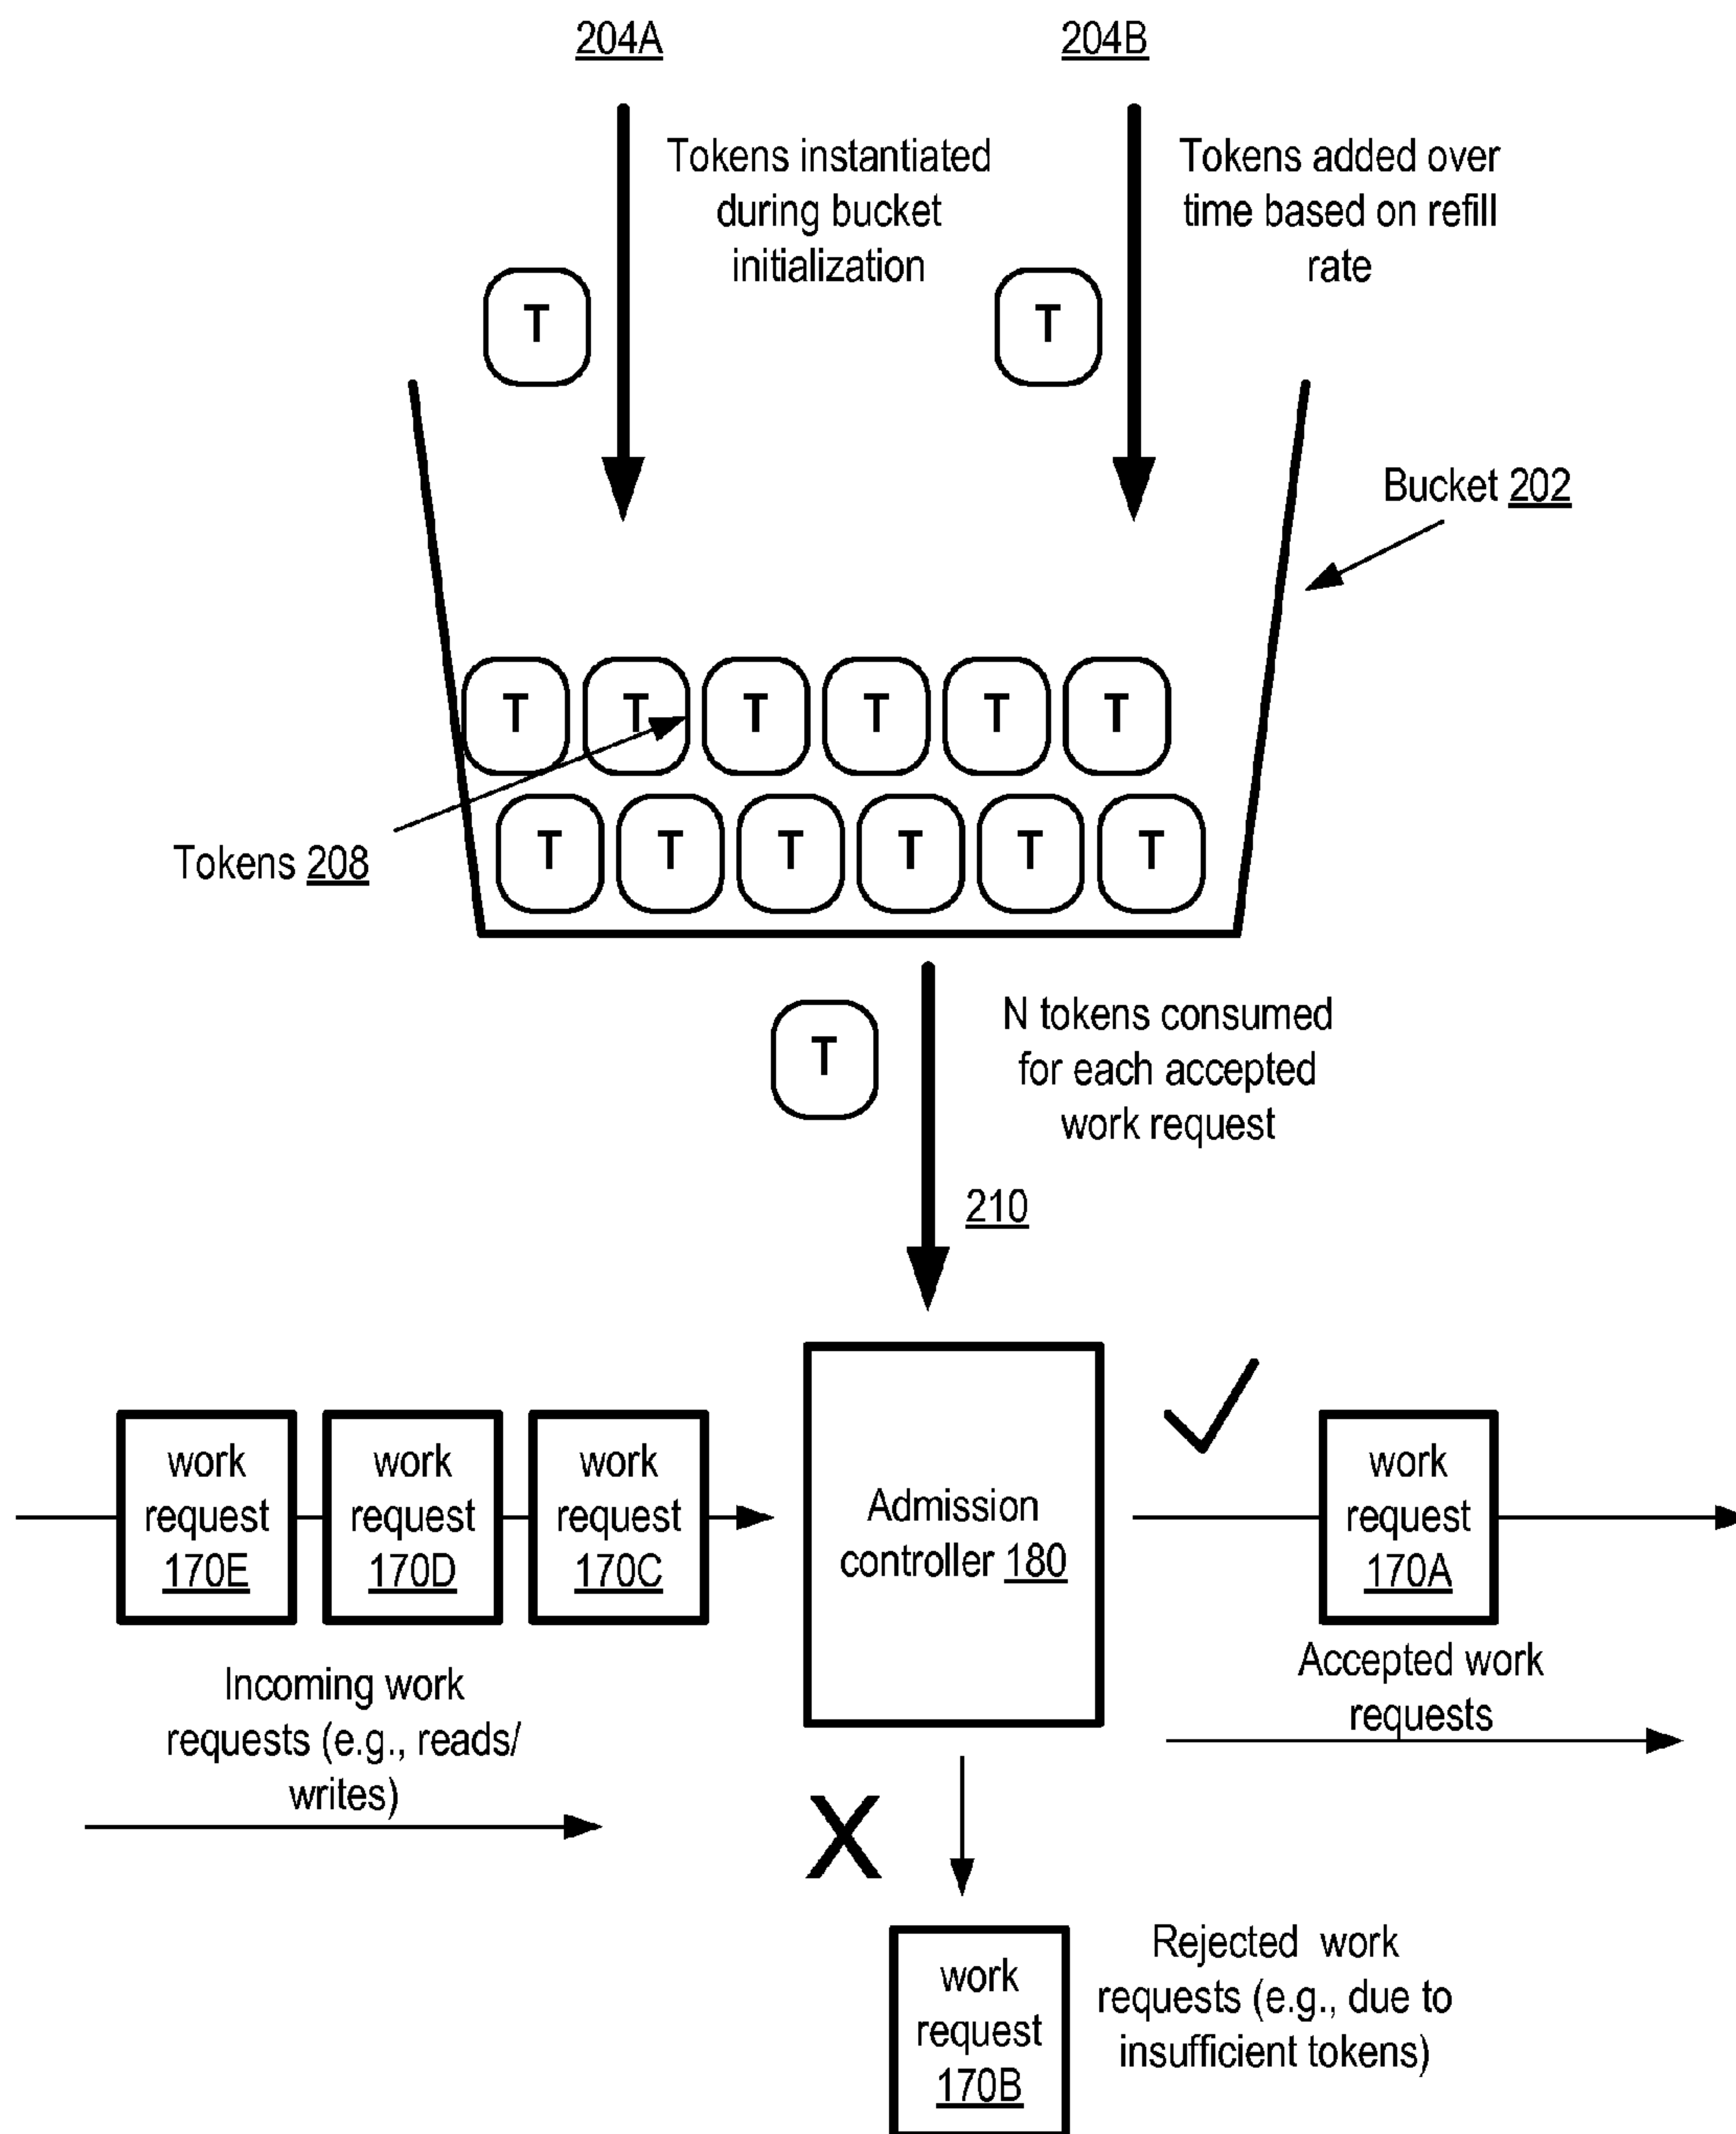 204A
204B
Tokens instantiated
during bucket
initialization
Tokens added over
time based on refill
rate
T
T
Bucket 202
T T T T T T
T T T T T T
Tokens 208
N tokens consumed
for each accepted
work request
T
210
work
request
170E
work
request
170D
work
request
170C
Admission
controller 180
work
request
170A
Incoming work
requests (e.g., reads/
writes)
Accepted work
requests
X
work
request
170B
Rejected work
requests (e.g., due to
insufficient tokens)